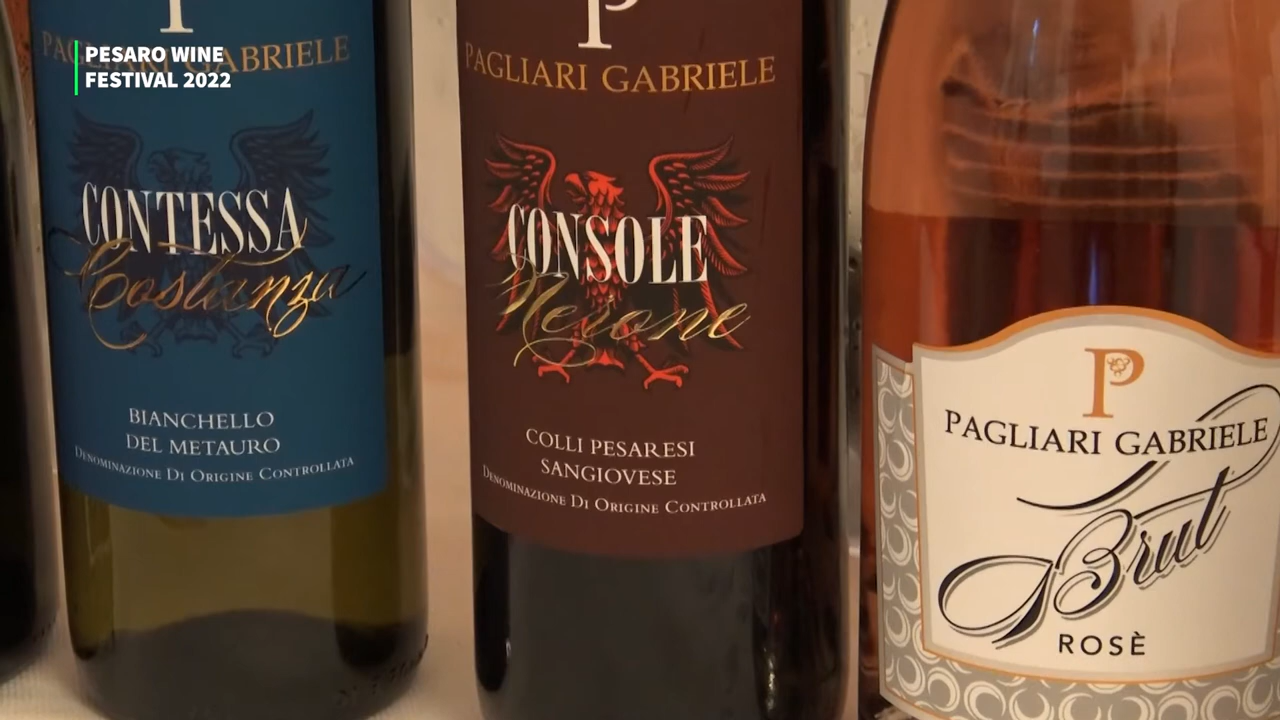 PESARO WINE
FESTIVAL 2022
PAGLIARI GABRIELE
CONTESSA
Costanza
BIANCHELLO
DEL METAURO
DENOMINAZIONE DI ORIGINE CONTROLLATA
P
PAGLIARI GABRIELE
CONSOLE
Nerone
COLLI PESARESI
SANGIOVESE
DENOMINAZIONE DI ORIGINE CONTROLLATA
P
PAGLIARI GABRIELE
Brut
ROSÈ